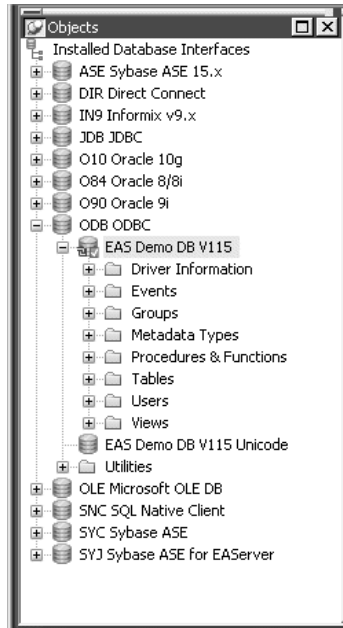 Objects
Installed Database Interfaces
ASE Sybase ASE 15.x
DIR Direct Connect
IN9 Informix v9.x
JDB JDBC
O10 Oracle 10g
O84 Oracle 8/8i
O90 Oracle 9i
ODB ODBC
EAS Demo DB V115
Driver Information
Events
Groups
Metadata Types
Procedures & Functions
Tables
Users
Views
EAS Demo DB V115 Unicode
Utilities
OLE Microsoft OLE DB
SNC SQL Native Client
SYC Sybase ASE
SYJ Sybase ASE for EAServer